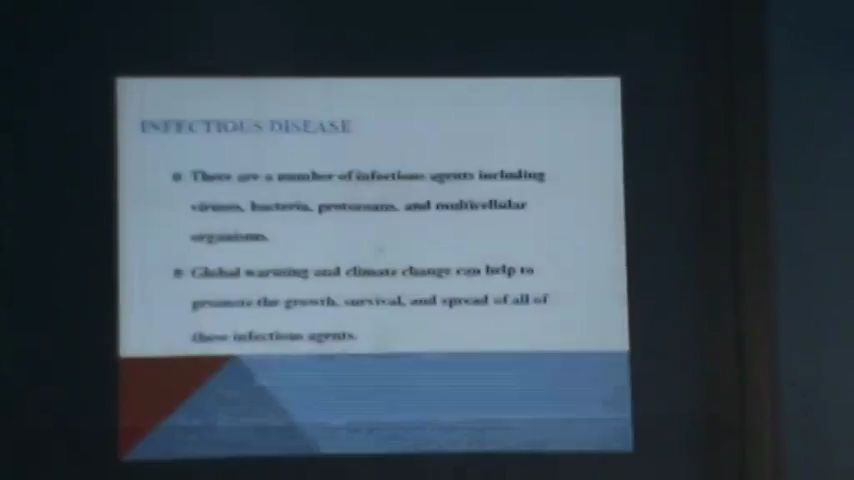 INFECTIOUS DISEASE
There are a number of infectious agents including
viruses, bacteria, protozoans, and multicellular
organisms.
Global warming and climate change can help to
promote the growth, survival, and spread of all of
these infectious agents.